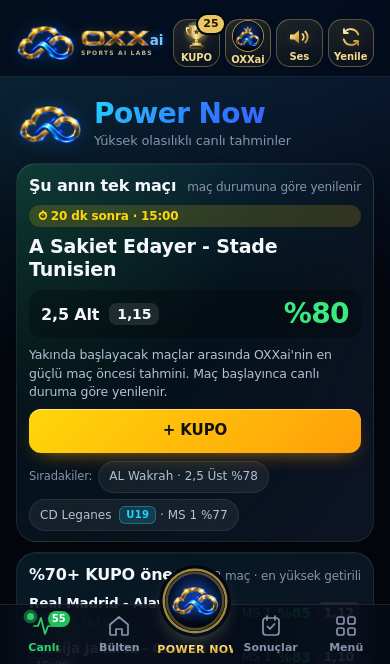 OXX ai
SPORTS AI LABS
25
KUPO
OXXai
Ses
Yenile
Power Now
Yüksek olasılıklı canlı tahminler
Şu anın tek maçı maç durumuna göre yenilenir
20 dk sonra · 15:00
A Sakiet Edayer - Stade
Tunisien
2,5 Alt 1,15 %80
Yakında başlayacak maçlar arasında OXXai'nin en
güçlü maç öncesi tahmini. Maç başlayınca canlı
duruma göre yenilenir.
+ KUPO
Sıradakiler: AL Wakrah · 2,5 Üst %78
CD Leganes U19 · MS 1 %77
%70+ KUPO öne maç · en yüksek getirili
Real Madrid - Ala
55
Canlı
Bülten
POWER NOW
Sonuçlar
Menü